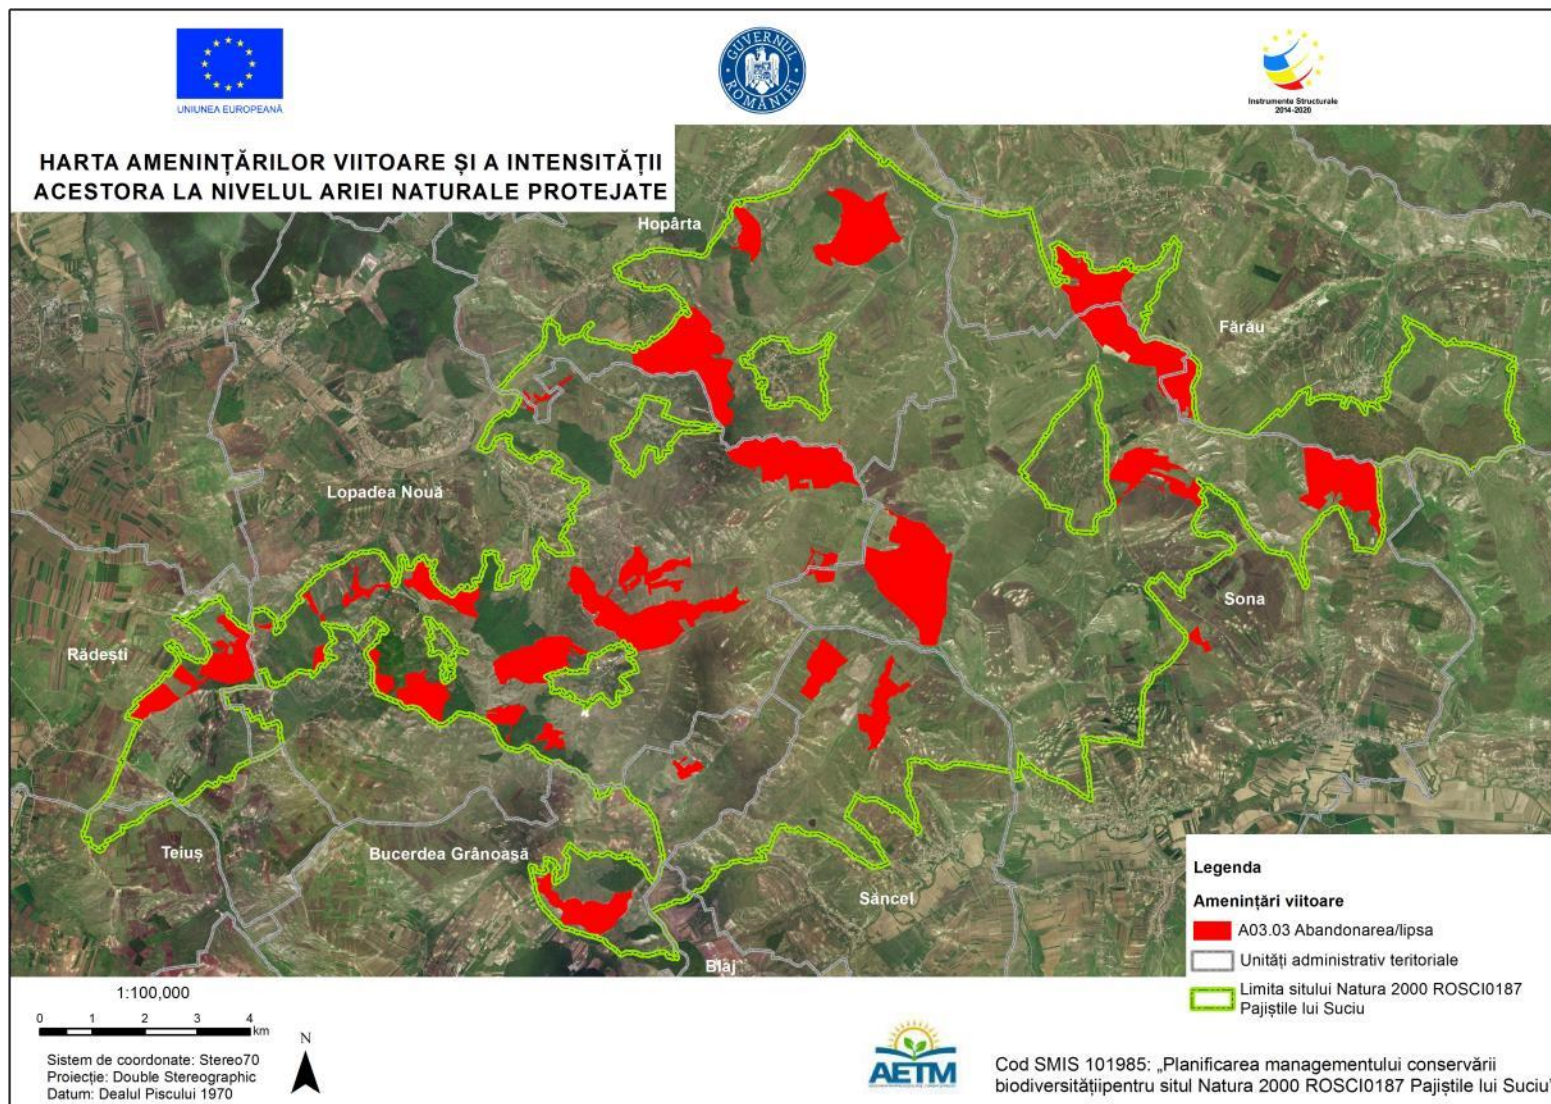 UNIUNEA EUROPEANĂ
GUVERNUL ROMÂNIEI
Instrumente Structurale
2014-2020
HARTA AMENINȚĂRILOR VIITOARE ȘI A INTENSITĂȚII
ACESTORA LA NIVELUL ARIEI NATURALE PROTEJATE
Hopârta
Fărău
Lopadea Nouă
Sona
Rădești
Teiuș
Bucerdea Grânoașă
Săncel
Blaj
Legenda
Amenințări viitoare
A03.03 Abandonarea/lipsa
Unități administrativ teritoriale
Limita sitului Natura 2000 ROSCI0187
Pajiștile lui Suciu
1:100,000
0 1 2 3 4
km
N
Sistem de coordonate: Stereo70
Proiecție: Double Stereographic
Datum: Dealul Piscului 1970
AETM
Cod SMIS 101985: „Planificarea managementului conservării
biodiversitățiipentru situl Natura 2000 ROSCI0187 Pajiștile lui Suciu"